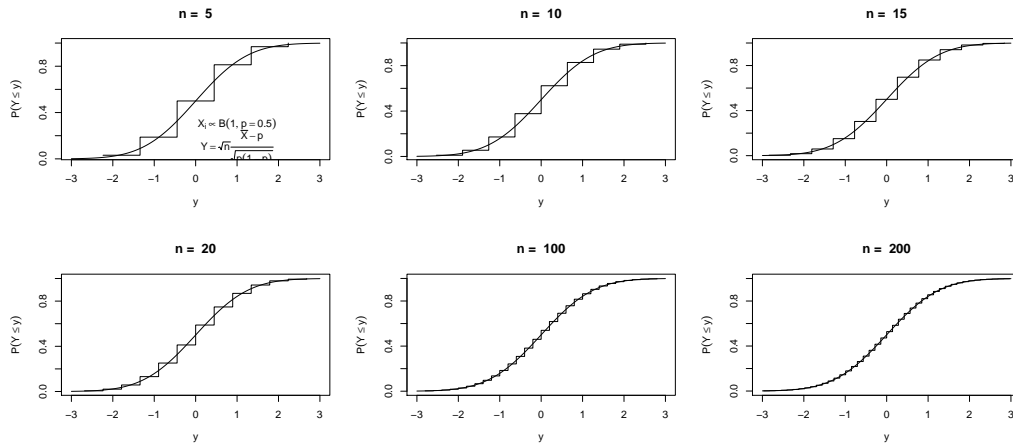 n = 5
P(Y ≤ y)
0.0 0.4 0.8
X_i ∝ B(1, p = 0.5)
Y = √n (X̄ − p) / √(p(1 − p))
−3 −2 −1 0 1 2 3
y
n = 10
P(Y ≤ y)
0.0 0.4 0.8
−3 −2 −1 0 1 2 3
y
n = 15
P(Y ≤ y)
0.0 0.4 0.8
−3 −2 −1 0 1 2 3
y
n = 20
P(Y ≤ y)
0.0 0.4 0.8
−3 −2 −1 0 1 2 3
y
n = 100
P(Y ≤ y)
0.0 0.4 0.8
−3 −2 −1 0 1 2 3
y
n = 200
P(Y ≤ y)
0.0 0.4 0.8
−3 −2 −1 0 1 2 3
y